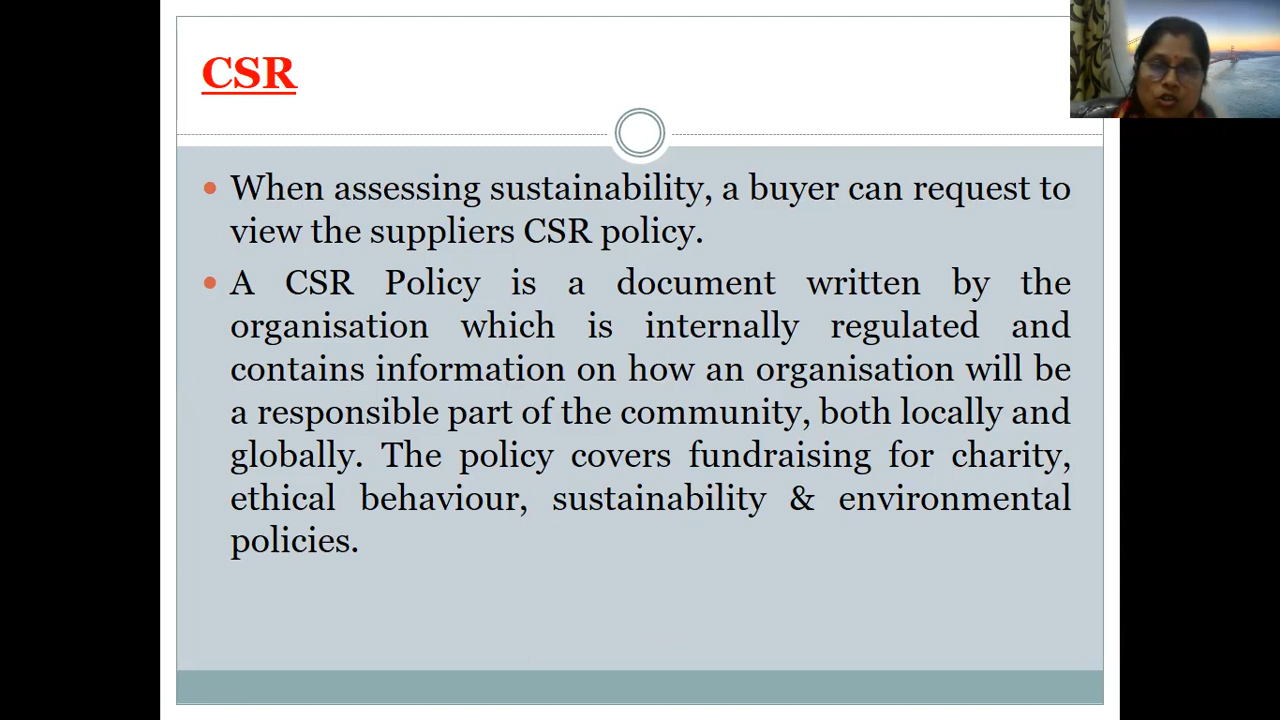 CSR
When assessing sustainability, a buyer can request to
view the suppliers CSR policy.
A CSR Policy is a document written by the
organisation which is internally regulated and
contains information on how an organisation will be
a responsible part of the community, both locally and
globally. The policy covers fundraising for charity,
ethical behaviour, sustainability & environmental
policies.